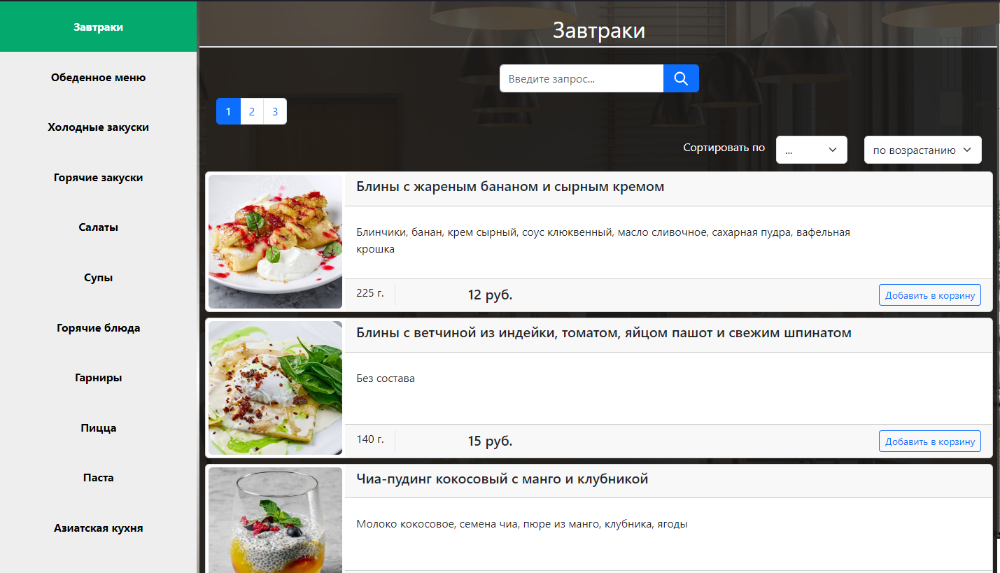 Завтраки
Обеденное меню
Холодные закуски
Горячие закуски
Салаты
Супы
Горячие блюда
Гарниры
Пицца
Паста
Азиатская кухня
Завтраки
Введите запрос...
1 2 3
Сортировать по ... по возрастанию
Блины с жареным бананом и сырным кремом
Блинчики, банан, крем сырный, соус клюквенный, масло сливочное, сахарная пудра, вафельная
крошка
225 г. 12 руб. Добавить в корзину
Блины с ветчиной из индейки, томатом, яйцом пашот и свежим шпинатом
Без состава
140 г. 15 руб. Добавить в корзину
Чиа-пудинг кокосовый с манго и клубникой
Молоко кокосовое, семена чиа, пюре из манго, клубника, ягоды